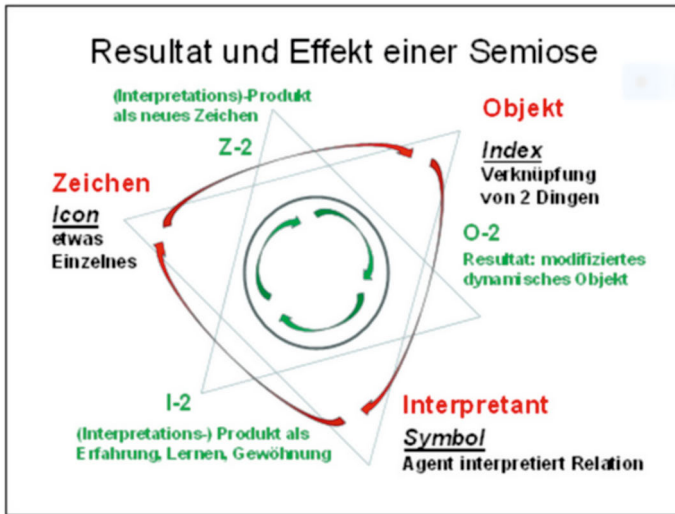 Resultat und Effekt einer Semiose
(Interpretations)-Produkt
als neues Zeichen
Z-2
Objekt
Index
Verknüpfung
von 2 Dingen
Zeichen
Icon
etwas
Einzelnes
O-2
Resultat: modifiziertes
dynamisches Objekt
I-2
(Interpretations-) Produkt als
Erfahrung, Lernen, Gewöhnung
Interpretant
Symbol
Agent interpretiert Relation